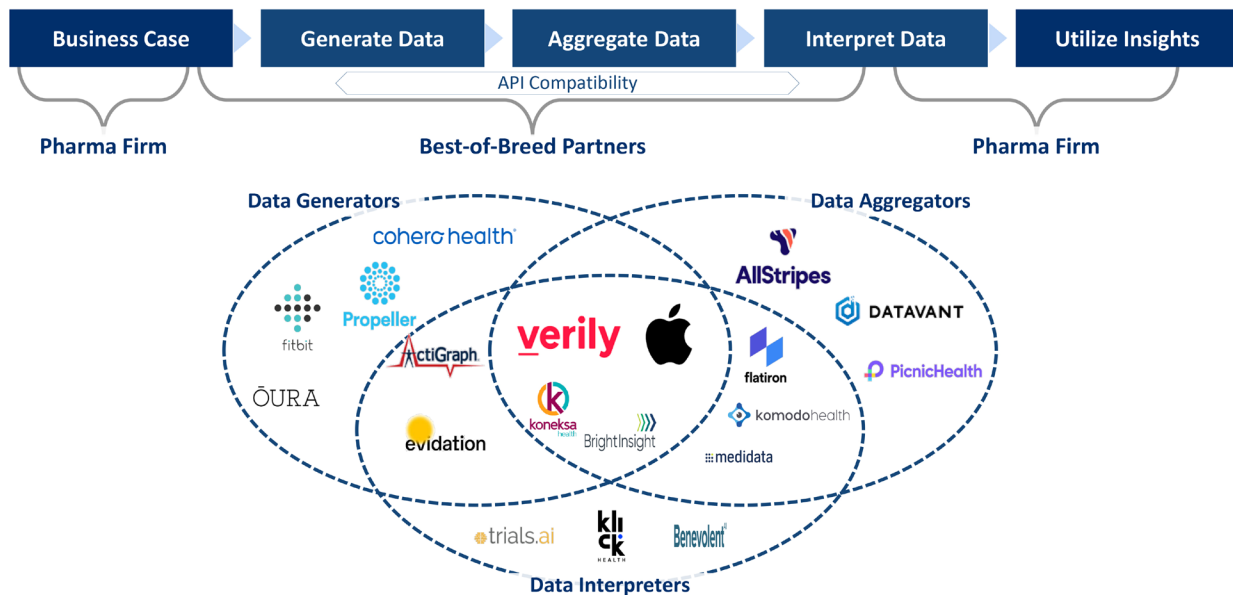 Business Case
Generate Data
Aggregate Data
Interpret Data
Utilize Insights
API Compatibility
Pharma Firm
Best-of-Breed Partners
Pharma Firm
Data Generators
Data Aggregators
cohero health
AllStripes
Propeller
fitbit
DATAVANT
verily
ActiGraph
flatiron
PicnicHealth
ŌURA
koneksa
health
komodohealth
evidation
BrightInsight
medidata
trials.ai
klick
HEALTH
Benevolent AI
Data Interpreters